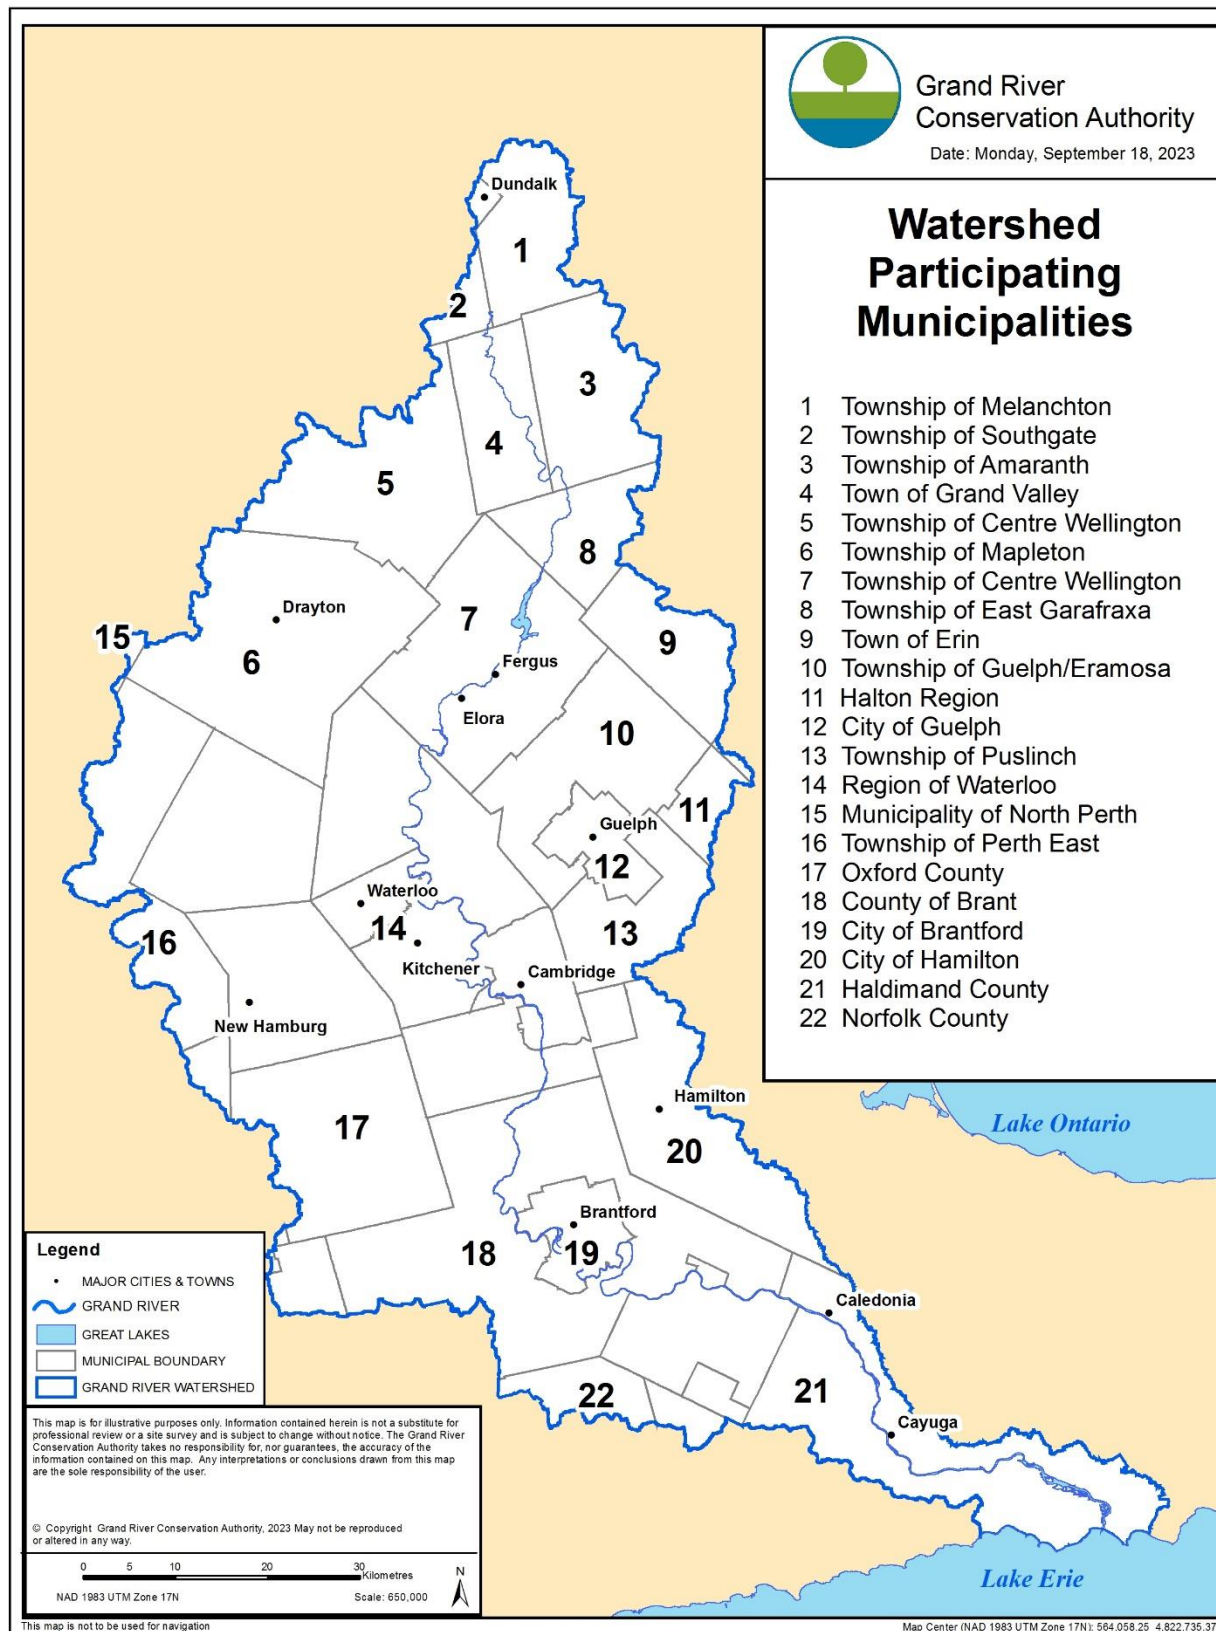 Grand River
Conservation Authority
Date: Monday, September 18, 2023
Watershed
Participating
Municipalities
1 Township of Melanchton
2 Township of Southgate
3 Township of Amaranth
4 Town of Grand Valley
5 Township of Centre Wellington
6 Township of Mapleton
7 Township of Centre Wellington
8 Township of East Garafraxa
9 Town of Erin
10 Township of Guelph/Eramosa
11 Halton Region
12 City of Guelph
13 Township of Puslinch
14 Region of Waterloo
15 Municipality of North Perth
16 Township of Perth East
17 Oxford County
18 County of Brant
19 City of Brantford
20 City of Hamilton
21 Haldimand County
22 Norfolk County
Dundalk
1
2
3
4
5
8
Drayton
7
15
6
9
Fergus
Elora
10
11
Guelph
12
Waterloo
14
16
13
Kitchener
Cambridge
New Hamburg
Hamilton
Lake Ontario
17
20
Brantford
18
19
Caledonia
21
22
Cayuga
Lake Erie
Legend
MAJOR CITIES & TOWNS
GRAND RIVER
GREAT LAKES
MUNICIPAL BOUNDARY
GRAND RIVER WATERSHED
This map is for illustrative purposes only. Information contained herein is not a substitute for
professional review or a site survey and is subject to change without notice. The Grand River
Conservation Authority takes no responsibility for, nor guarantees, the accuracy of the
information contained on this map. Any interpretations or conclusions drawn from this map
are the sole responsibility of the user.
© Copyright Grand River Conservation Authority, 2023 May not be reproduced
or altered in any way.
0 5 10 20 30
Kilometres
N
NAD 1983 UTM Zone 17N Scale: 650,000
This map is not to be used for navigation
Map Center (NAD 1983 UTM Zone 17N): 564,058.25 4,822,735.37